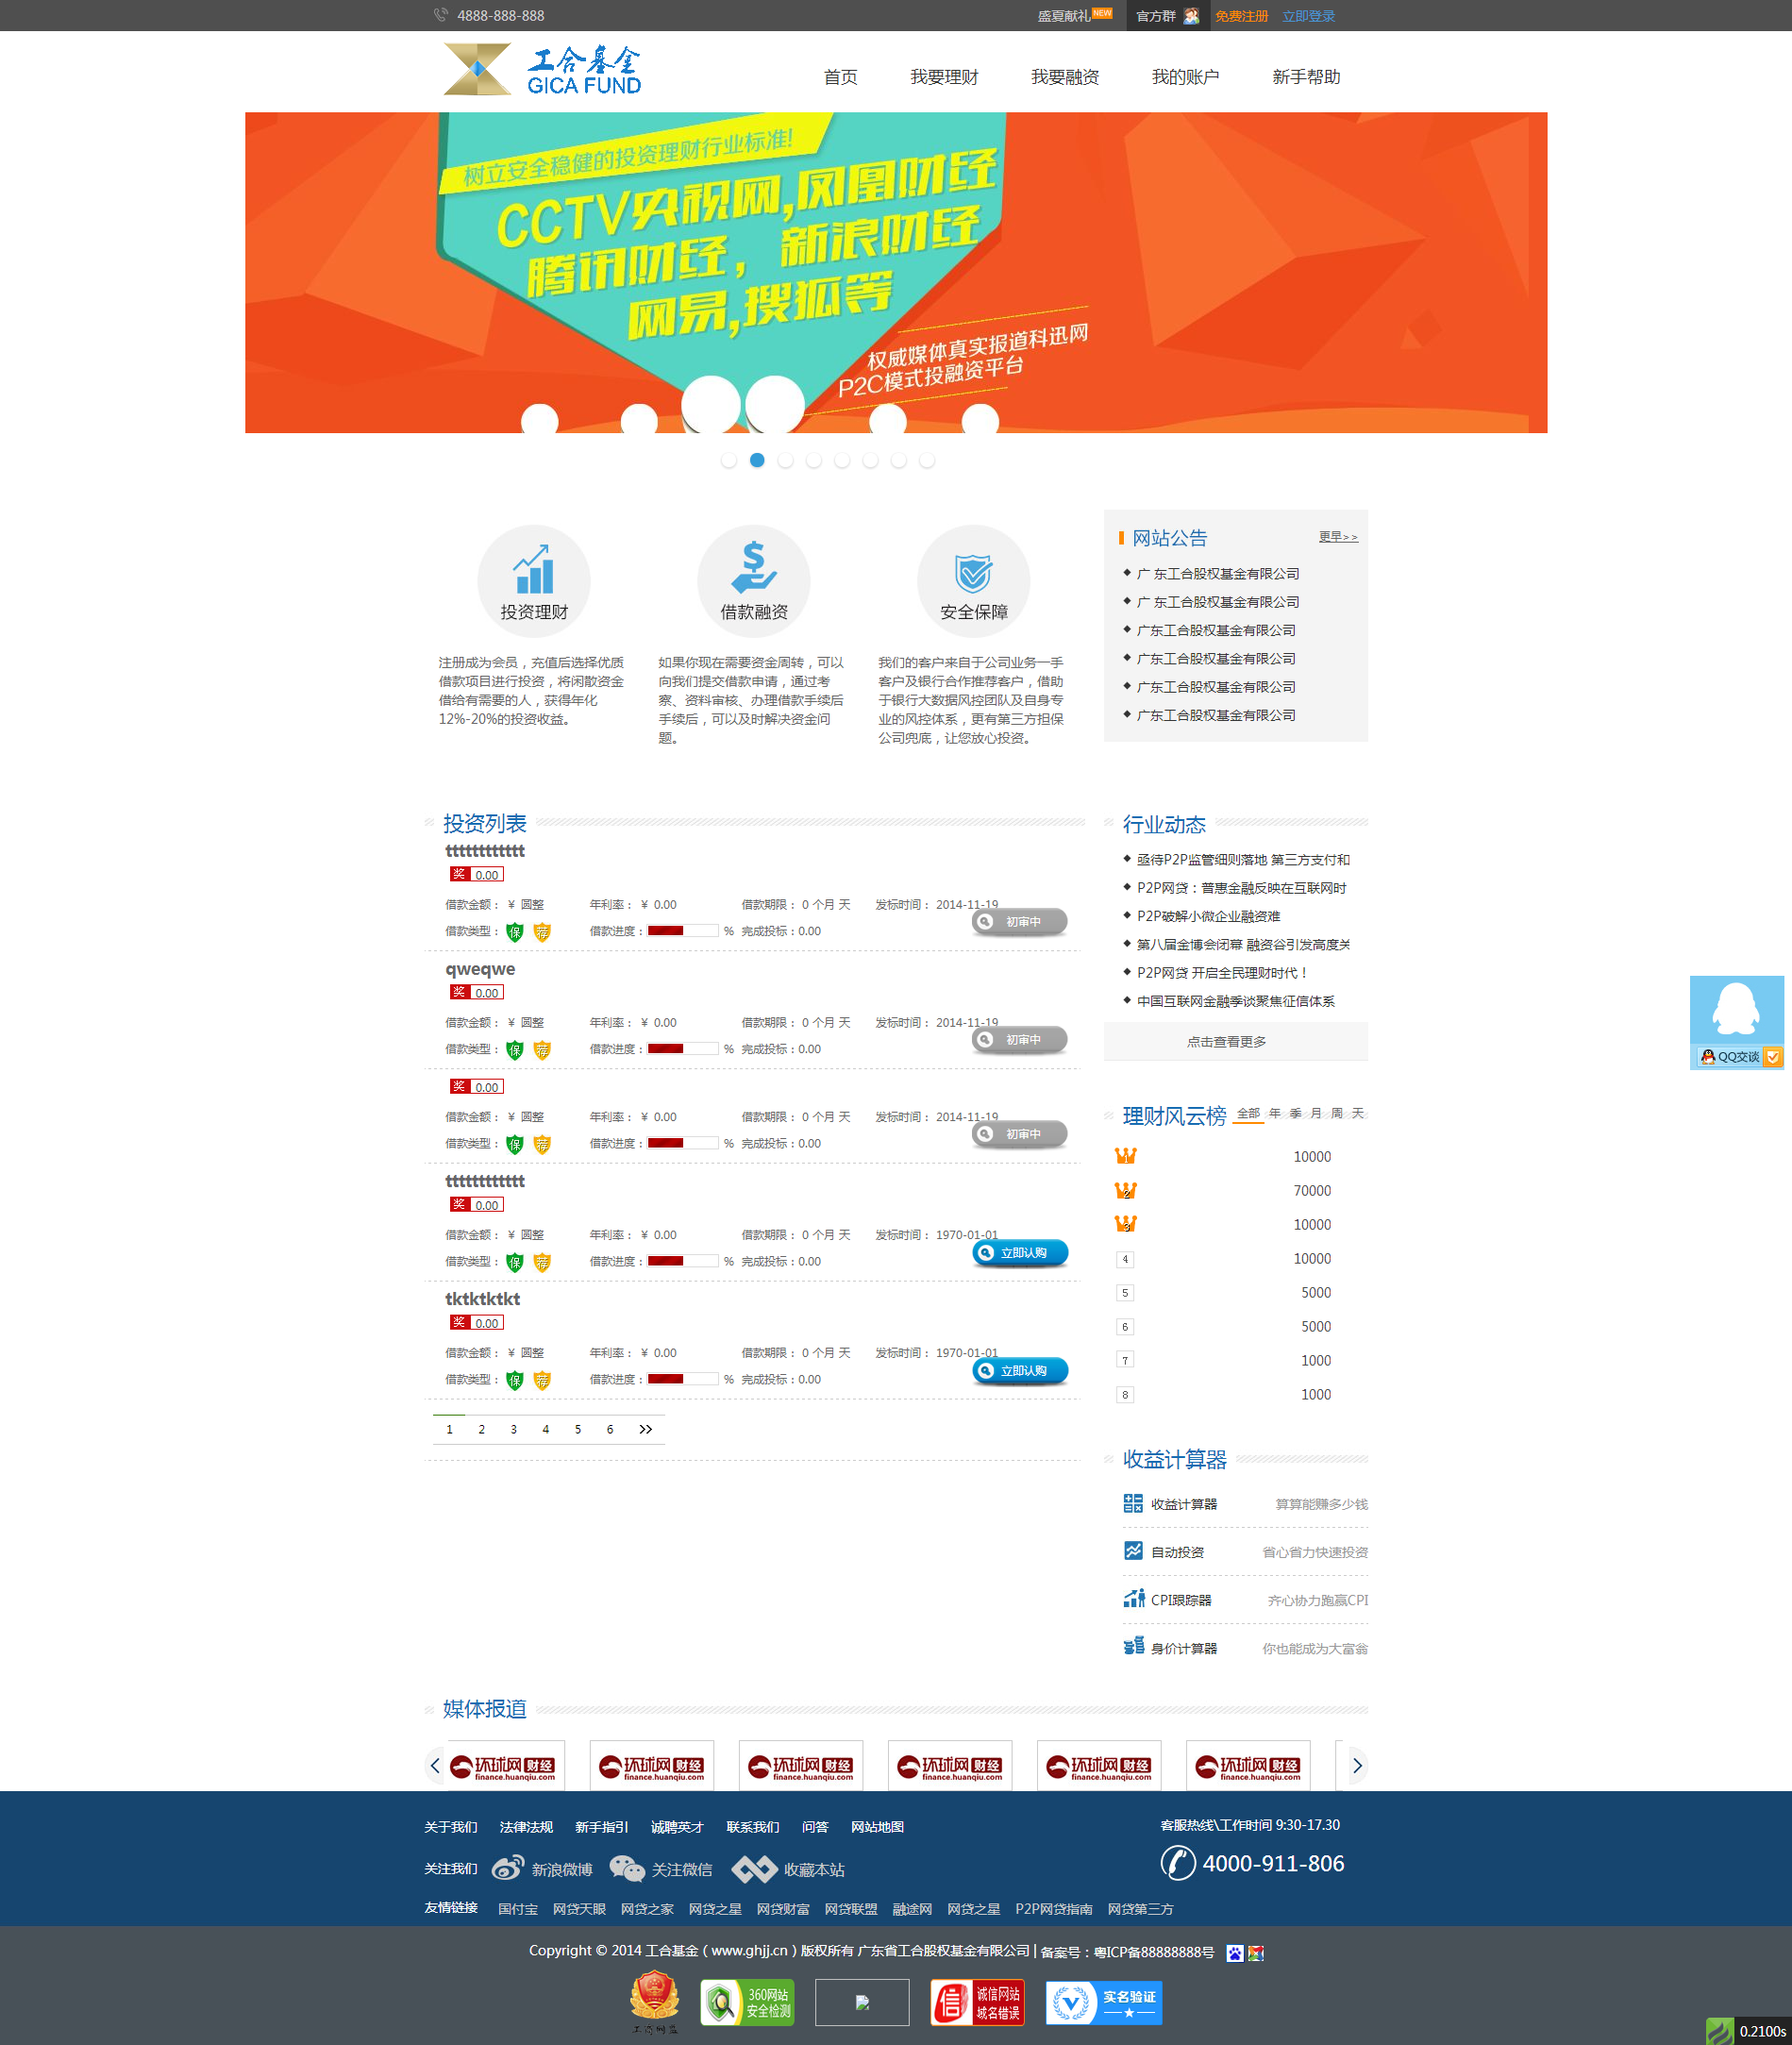 4888-888-888
盛夏献礼 NEW 官方群 免费注册 立即登录
工合基金
GICA FUND
首页 我要理财 我要融资 我的账户 新手帮助
树立安全稳健的投资理财行业标准!
CCTV央视网,凤凰财经
腾讯财经，新浪财经
网易,搜狐等
权威媒体真实报道科迅网
P2C模式投融资平台
投资理财
注册成为会员，充值后选择优质
借款项目进行投资，将闲散资金
借给有需要的人，获得年化
12%-20%的投资收益。
借款融资
如果你现在需要资金周转，可以
向我们提交借款申请，通过考
察、资料审核、办理借款手续后
手续后，可以及时解决资金问
题。
安全保障
我们的客户来自于公司业务一手
客户及银行合作推荐客户，借助
于银行大数据风控团队及自身专
业的风控体系，更有第三方担保
公司兜底，让您放心投资。
网站公告 更早>>
广 东工合股权基金有限公司
广 东工合股权基金有限公司
广东工合股权基金有限公司
广东工合股权基金有限公司
广东工合股权基金有限公司
广东工合股权基金有限公司
投资列表
tttttttttttt
奖 0.00
借款金额： ￥ 圆整 年利率： ￥ 0.00 借款期限： 0 个月 天 发标时间： 2014-11-19
借款类型： 保 荐 借款进度： % 完成投标：0.00 初审中
qweqwe
奖 0.00
借款金额： ￥ 圆整 年利率： ￥ 0.00 借款期限： 0 个月 天 发标时间： 2014-11-19
借款类型： 保 荐 借款进度： % 完成投标：0.00 初审中
奖 0.00
借款金额： ￥ 圆整 年利率： ￥ 0.00 借款期限： 0 个月 天 发标时间： 2014-11-19
借款类型： 保 荐 借款进度： % 完成投标：0.00 初审中
tttttttttttt
奖 0.00
借款金额： ￥ 圆整 年利率： ￥ 0.00 借款期限： 0 个月 天 发标时间： 1970-01-01
借款类型： 保 荐 借款进度： % 完成投标：0.00 立即认购
tktktktkt
奖 0.00
借款金额： ￥ 圆整 年利率： ￥ 0.00 借款期限： 0 个月 天 发标时间： 1970-01-01
借款类型： 保 荐 借款进度： % 完成投标：0.00 立即认购
1 2 3 4 5 6 >>
行业动态
亟待P2P监管细则落地 第三方支付和
P2P网贷：普惠金融反映在互联网时
P2P破解小微企业融资难
第八届金博会闭幕 融资谷引发高度关
P2P网贷 开启全民理财时代！
中国互联网金融季谈聚焦征信体系
点击查看更多
QQ交谈
理财风云榜 全部 年 季 月 周 天
1 10000
2 70000
3 10000
4 10000
5 5000
6 5000
7 1000
8 1000
收益计算器
收益计算器 算算能赚多少钱
自动投资 省心省力快速投资
CPI跟踪器 齐心协力跑赢CPI
身价计算器 你也能成为大富翁
媒体报道
环球网 财经 环球网 财经 环球网 财经 环球网 财经 环球网 财经 环球网 财经
finance.huanqiu.com finance.huanqiu.com finance.huanqiu.com finance.huanqiu.com finance.huanqiu.com finance.huanqiu.com
关于我们 法律法规 新手指引 诚聘英才 联系我们 问答 网站地图
客服热线\工作时间 9:30-17.30
关注我们 新浪微博 关注微信 收藏本站
4000-911-806
友情链接 国付宝 网贷天眼 网贷之家 网贷之星 网贷财富 网贷联盟 融途网 网贷之星 P2P网贷指南 网贷第三方
Copyright © 2014 工合基金 ( www.ghjj.cn ) 版权所有 广东省工合股权基金有限公司 | 备案号：粤ICP备88888888号
360网站
安全检测
信 诚信网站
域名错误
实名验证
0.2100s